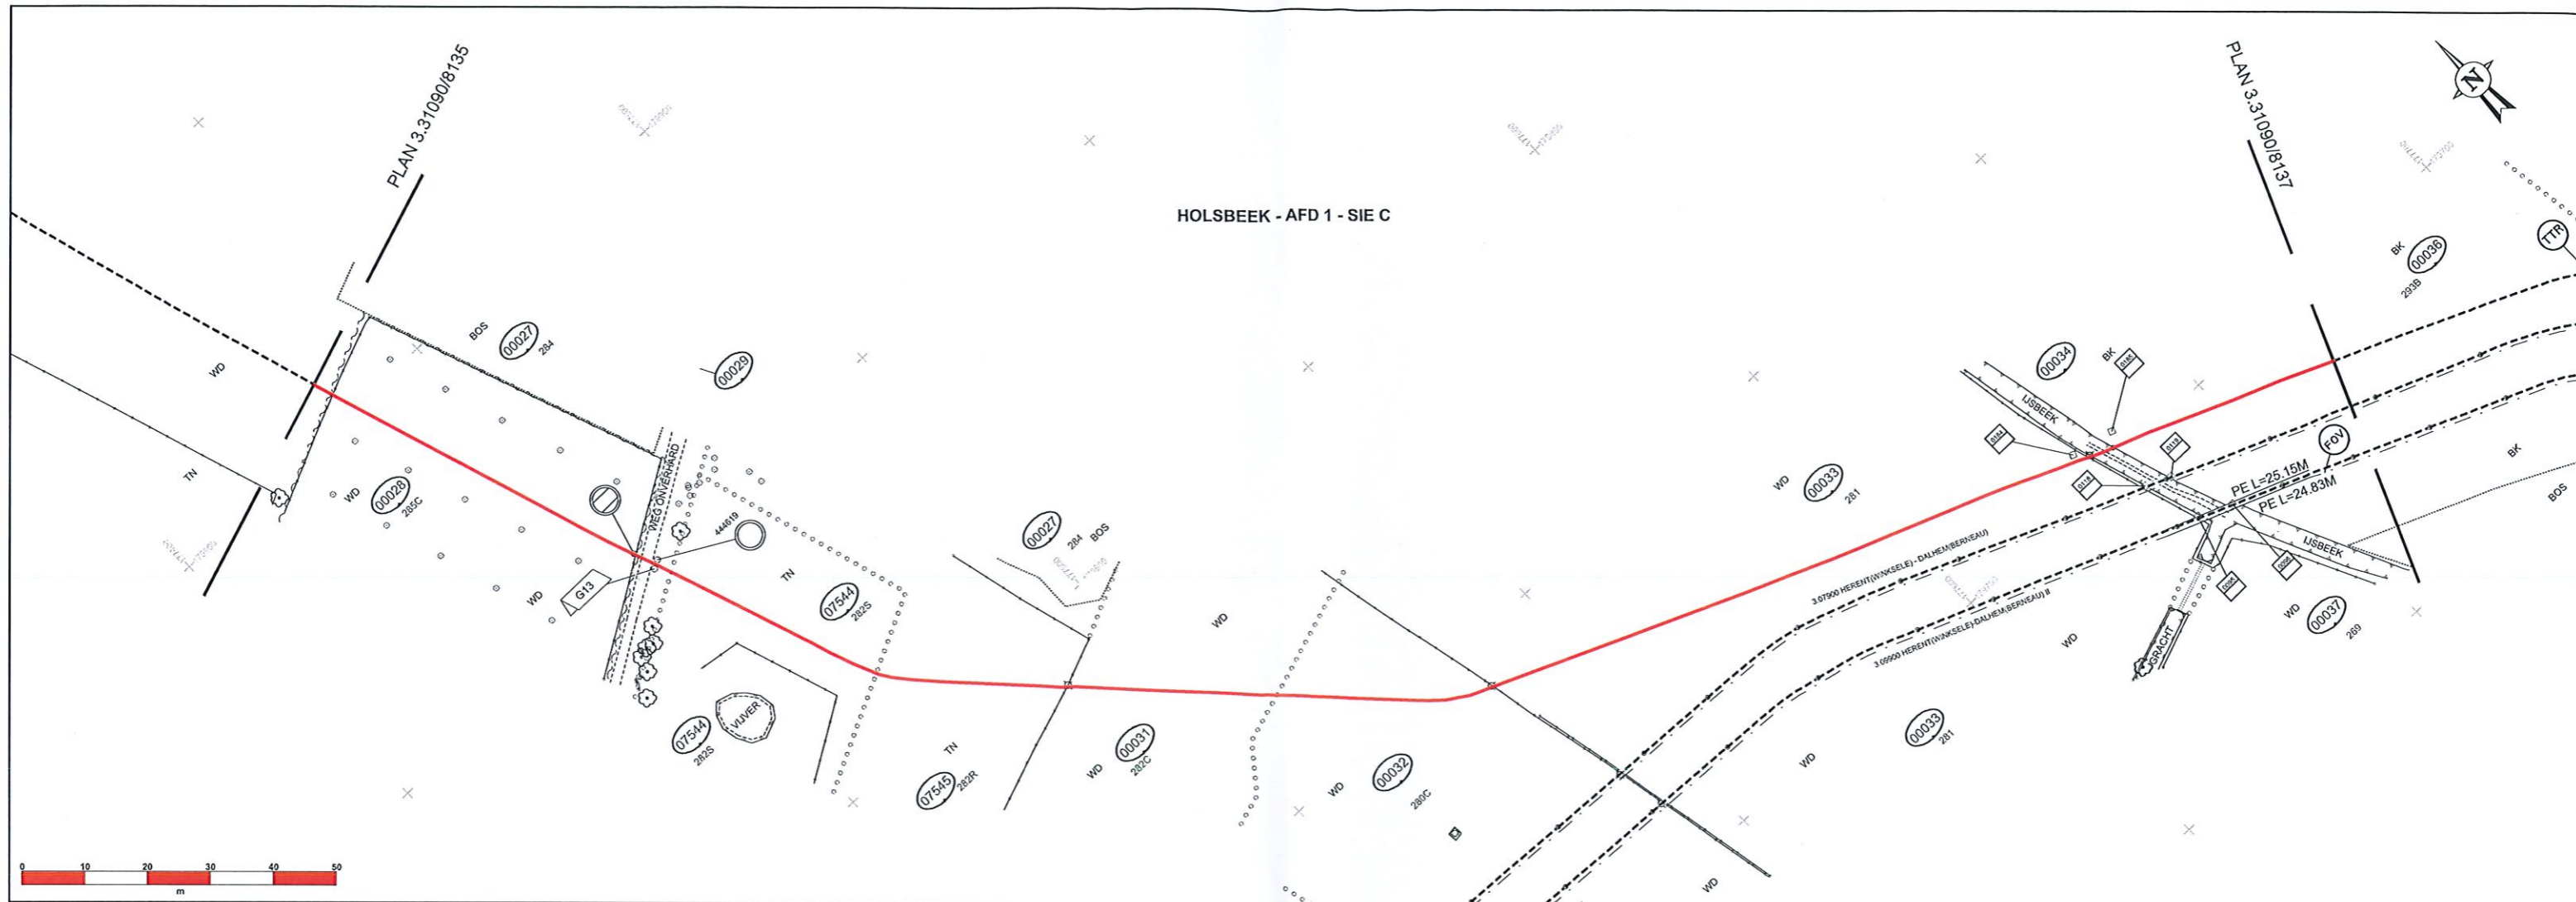 PLAN 3.31090/8135
PLAN 3.31090/8137
N
HOLSBEEK - AFD 1 - SIE C
TTR
BK
00036
293B
BOS
00027
284
00029
WD
TN
WD
00028
285C
WEG ONVERHARD
444619
G13
WD
TN
07544
282S
VIJVER
07544
282S
00027
284
BOS
WD
TN
07545
282R
WD
00031
282C
WD
00032
280C
WD
00033
281
00034
BK
IJSBEEK
FOV
PE L=25.15M
PE L=24.83M
BK
BOS
IJSBEEK
3.07900 HERENT(WINKSELE) - DALHEM(BERNEAU)
3.09900 HERENT(WINKSELE)-DALHEM(BERNEAU) II
GRACHT
WD
00037
269
WD
00033
281
WD
WD
0 10 20 30 40 50
m